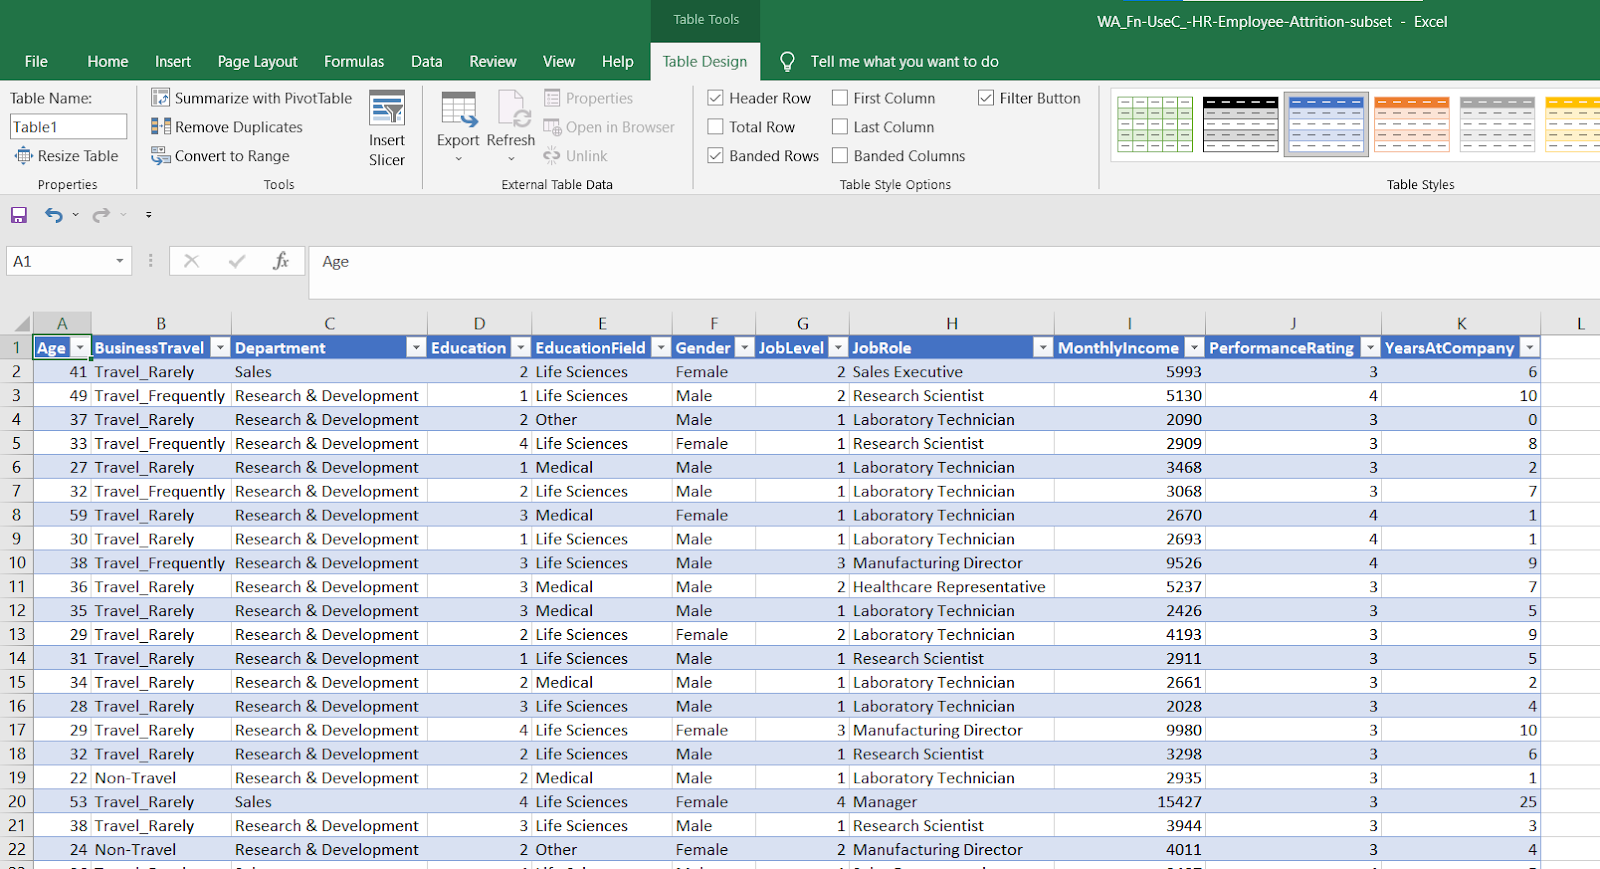 Table Tools
WA_Fn-UseC_-HR-Employee-Attrition-subset - Excel
File Home Insert Page Layout Formulas Data Review View Help Table Design Tell me what you want to do
Table Name:
Table1
Resize Table
Properties
Summarize with PivotTable
Remove Duplicates
Convert to Range
Tools
Insert
Slicer
Export Refresh
Properties
Open in Browser
Unlink
External Table Data
Header Row First Column Filter Button
Total Row Last Column
Banded Rows Banded Columns
Table Style Options
Table Styles
A1 fx Age
A B C D E F G H I J K L
1 Age BusinessTravel Department Education EducationField Gender JobLevel JobRole MonthlyIncome PerformanceRating YearsAtCompany
2 41 Travel_Rarely Sales 2 Life Sciences Female 2 Sales Executive 5993 3 6
3 49 Travel_Frequently Research & Development 1 Life Sciences Male 2 Research Scientist 5130 4 10
4 37 Travel_Rarely Research & Development 2 Other Male 1 Laboratory Technician 2090 3 0
5 33 Travel_Frequently Research & Development 4 Life Sciences Female 1 Research Scientist 2909 3 8
6 27 Travel_Rarely Research & Development 1 Medical Male 1 Laboratory Technician 3468 3 2
7 32 Travel_Frequently Research & Development 2 Life Sciences Male 1 Laboratory Technician 3068 3 7
8 59 Travel_Rarely Research & Development 3 Medical Female 1 Laboratory Technician 2670 4 1
9 30 Travel_Rarely Research & Development 1 Life Sciences Male 1 Laboratory Technician 2693 4 1
10 38 Travel_Frequently Research & Development 3 Life Sciences Male 3 Manufacturing Director 9526 4 9
11 36 Travel_Rarely Research & Development 3 Medical Male 2 Healthcare Representative 5237 3 7
12 35 Travel_Rarely Research & Development 3 Medical Male 1 Laboratory Technician 2426 3 5
13 29 Travel_Rarely Research & Development 2 Life Sciences Female 2 Laboratory Technician 4193 3 9
14 31 Travel_Rarely Research & Development 1 Life Sciences Male 1 Research Scientist 2911 3 5
15 34 Travel_Rarely Research & Development 2 Medical Male 1 Laboratory Technician 2661 3 2
16 28 Travel_Rarely Research & Development 3 Life Sciences Male 1 Laboratory Technician 2028 3 4
17 29 Travel_Rarely Research & Development 4 Life Sciences Female 3 Manufacturing Director 9980 3 10
18 32 Travel_Rarely Research & Development 2 Life Sciences Male 1 Research Scientist 3298 3 6
19 22 Non-Travel Research & Development 2 Medical Male 1 Laboratory Technician 2935 3 1
20 53 Travel_Rarely Sales 4 Life Sciences Female 4 Manager 15427 3 25
21 38 Travel_Rarely Research & Development 3 Life Sciences Male 1 Research Scientist 3944 3 3
22 24 Non-Travel Research & Development 2 Other Female 2 Manufacturing Director 4011 3 4